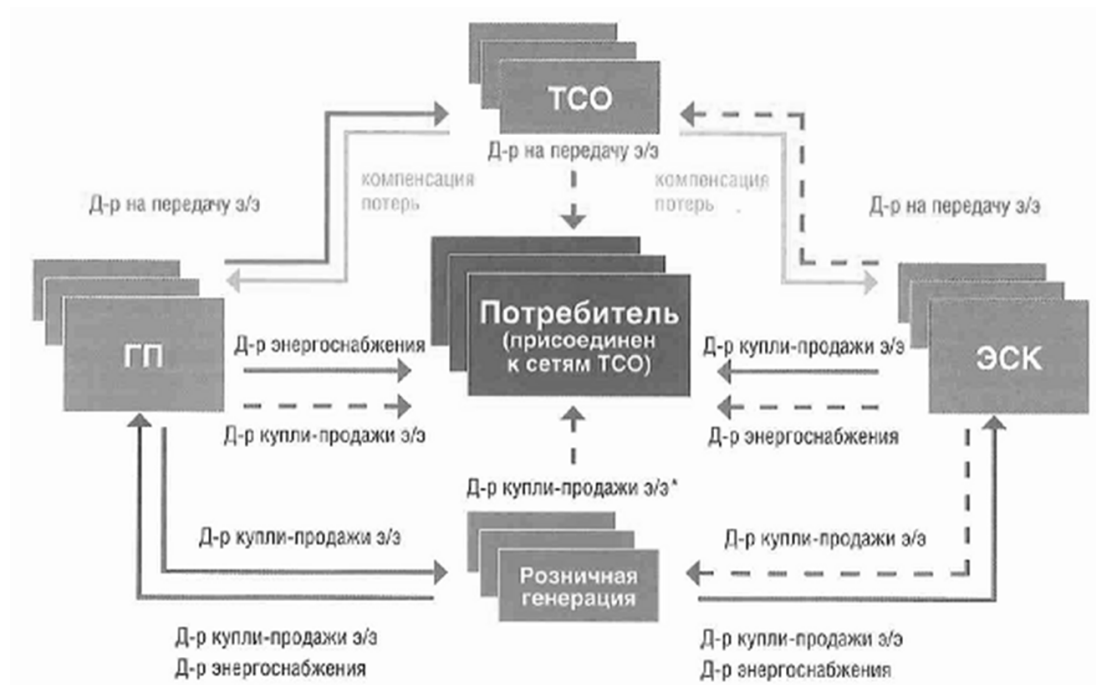 ТСО
Д-р на передачу э/э
компенсация
потерь
компенсация
потерь
Д-р на передачу э/э
Д-р на передачу э/э
Потребитель
(присоединен
к сетям ТСО)
ГП
Д-р энергоснабжения
Д-р купли-продажи э/э
ЭСК
Д-р купли-продажи э/э
Д-р энергоснабжения
Д-р купли-продажи э/э*
Д-р купли-продажи э/э
Д-р купли-продажи э/э
Розничная
генерация
Д-р купли-продажи э/э
Д-р энергоснабжения
Д-р купли-продажи э/э
Д-р энергоснабжения